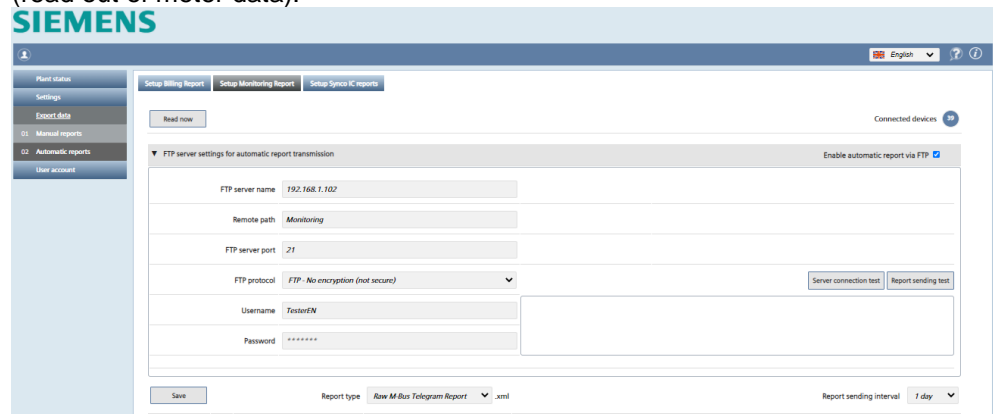 (read out of meter data).
SIEMENS
English
Plant status
Settings
Export data
01 Manual reports
02 Automatic reports
User account
Setup Billing Report Setup Monitoring Report Setup Synco IC reports
Read now
Connected devices 39
FTP server settings for automatic report transmission
Enable automatic report via FTP
FTP server name 192.168.1.102
Remote path Monitoring
FTP server port 21
FTP protocol FTP - No encryption (not secure)
Server connection test Report sending test
Username TesterEN
Password *******
Save Report type Raw M-Bus Telegram Report .xml Report sending interval 1 day